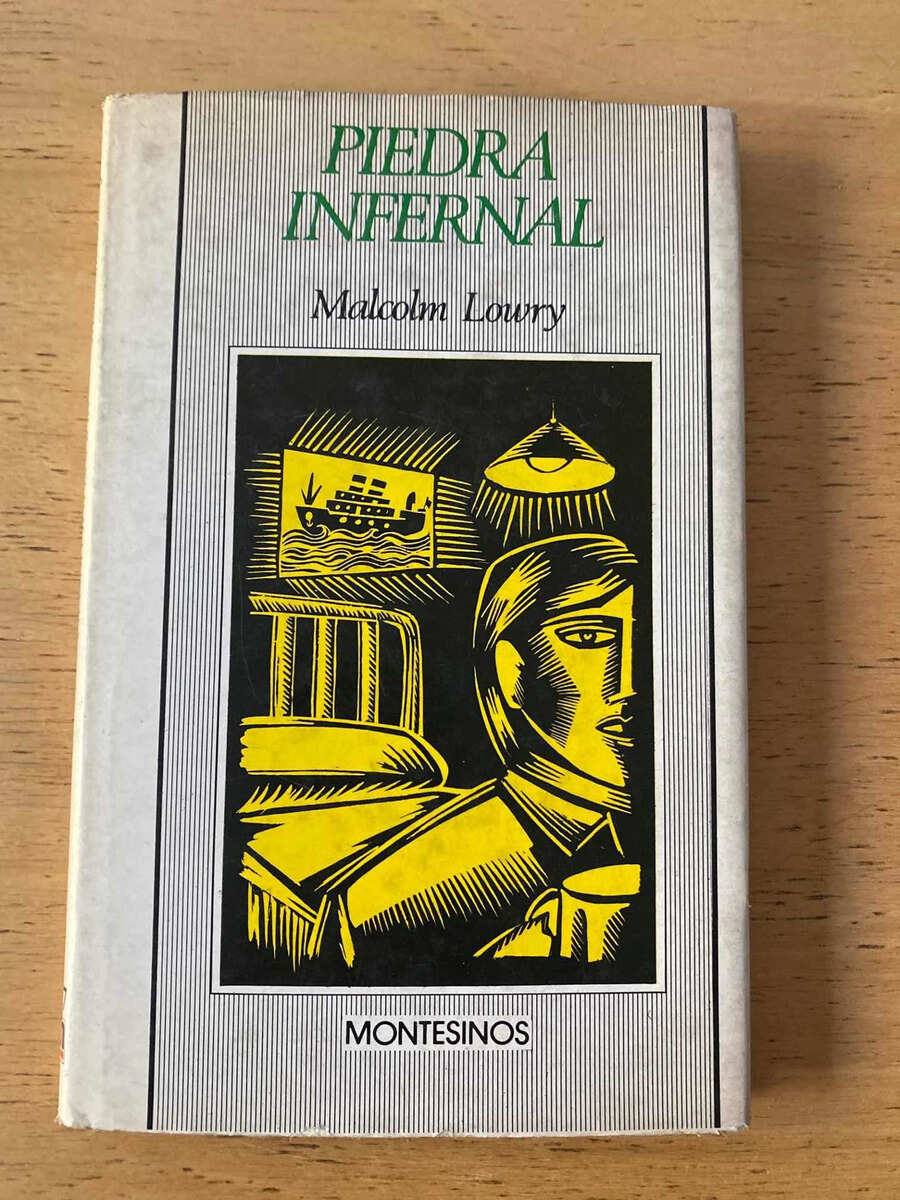 PIEDRA
INFERNAL
Malcolm Lowry
MONTESINOS